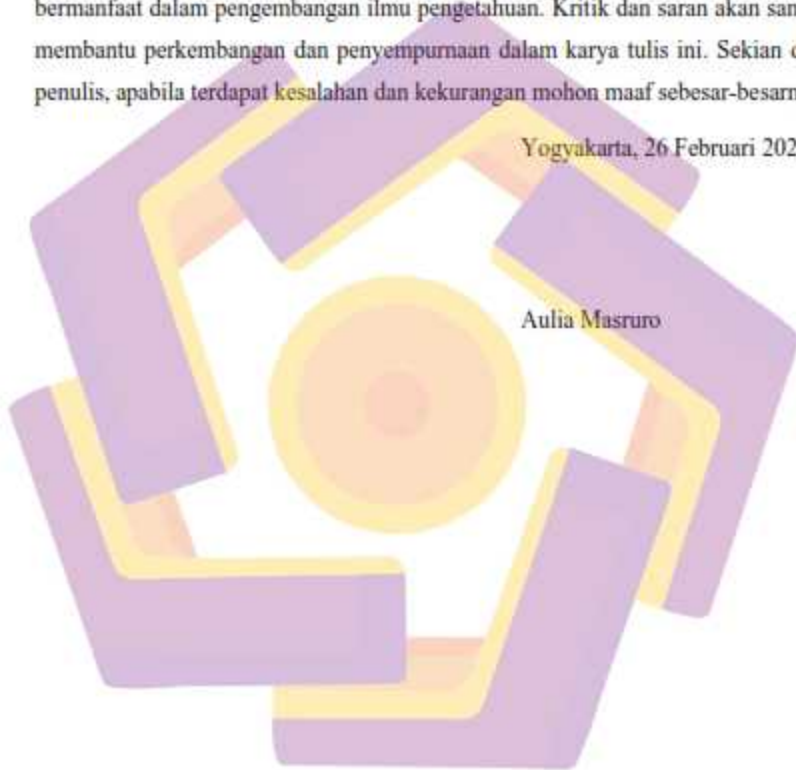 bermanfaat dalam pengembangan ilmu pengetahuan. Kritik dan saran akan san
membantu perkembangan dan penyempurnaan dalam karya tulis ini. Sekian
penulis, apabila terdapat kesalahan dan kekurangan mohon maaf sebesar-besarn
Yogyakarta, 26 Februari 202
Aulia Masruro